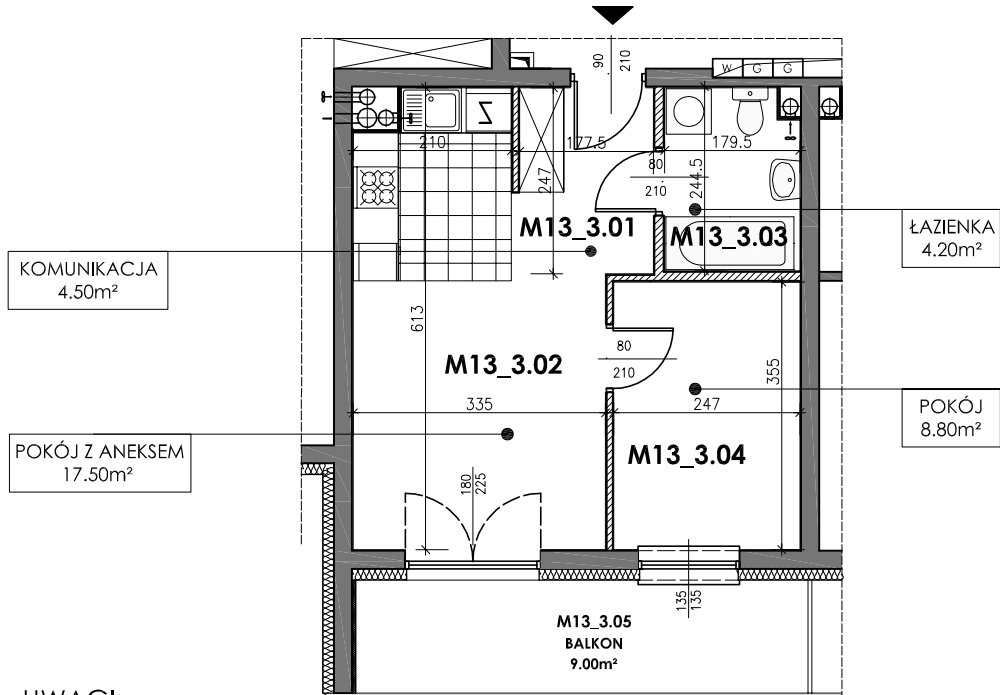 90
210
W G G
210
177.5
179.5
247
80
210
244.5
M13_3.01
M13_3.03
ŁAZIENKA
4.20m²
KOMUNIKACJA
4.50m²
613
M13_3.02
80
210
355
335
247
POKÓJ
8.80m²
POKÓJ Z ANEKSEM
17.50m²
M13_3.04
180
225
135
135
M13_3.05
BALKON
9.00m²
UWAGI: